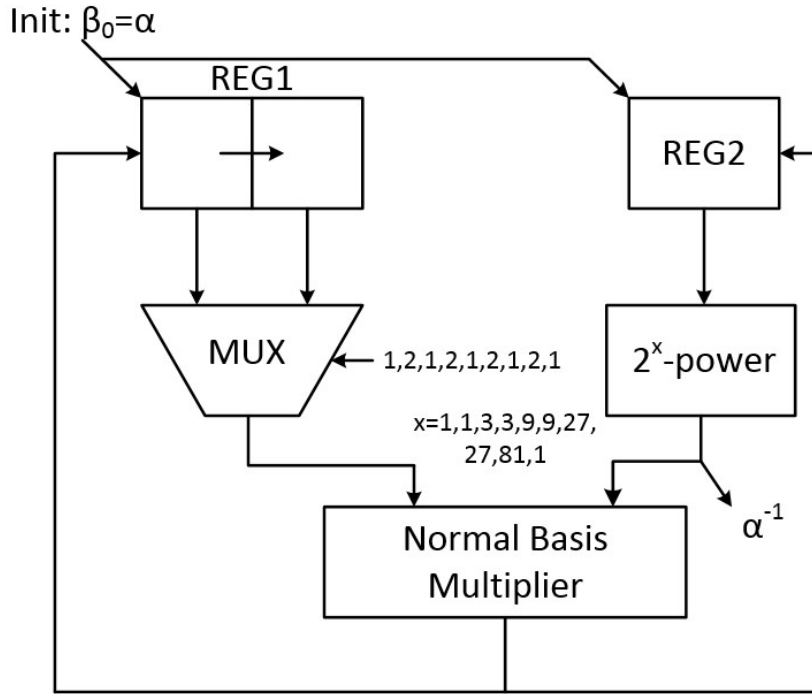 Init: β₀=α
REG1
REG2
MUX
1,2,1,2,1,2,1,2,1
2ˣ-power
x=1,1,3,3,9,9,27,
27,81,1
α⁻¹
Normal Basis
Multiplier